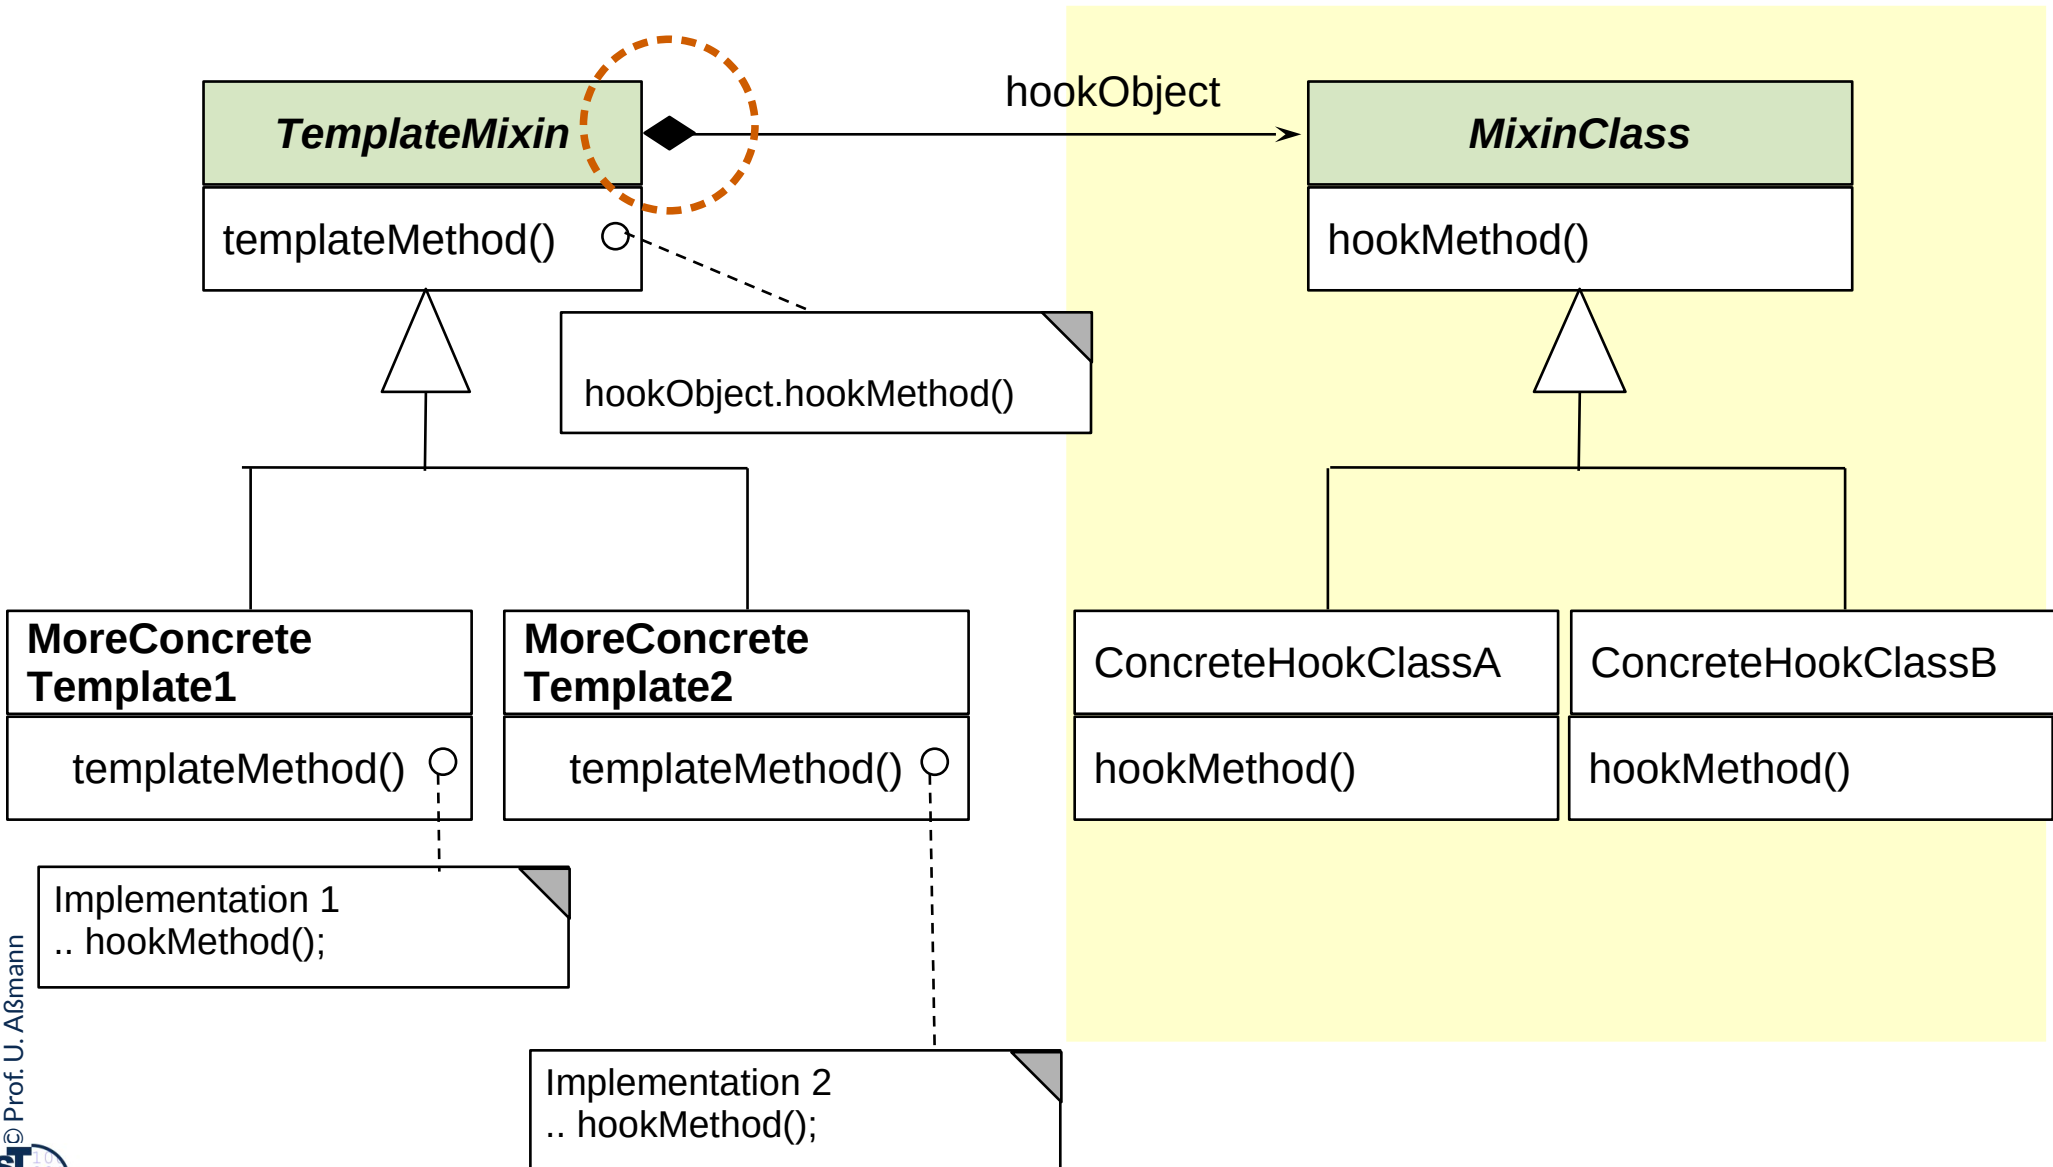 hookObject
TemplateMixin
MixinClass
templateMethod()
hookMethod()
hookObject.hookMethod()
MoreConcrete
Template1
MoreConcrete
Template2
ConcreteHookClassA
ConcreteHookClassB
templateMethod()
templateMethod()
hookMethod()
hookMethod()
Implementation 1
.. hookMethod();
Implementation 2
.. hookMethod();
© Prof. U. Aßmann